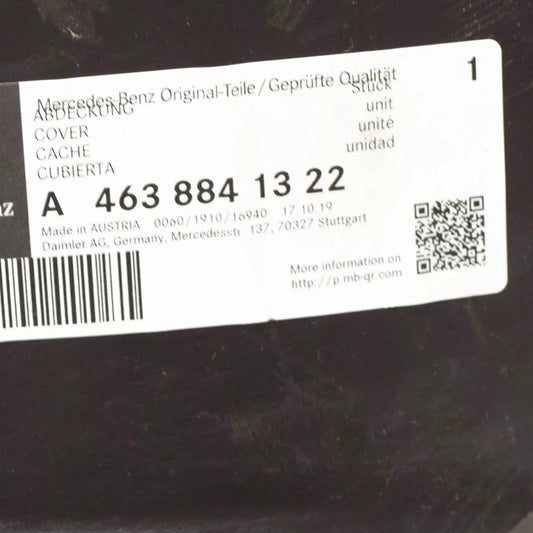 Mercedes-Benz Original-Teile / Geprüfte Qualität
1
ABDECKUNG Stück
COVER unit
CACHE unité
CUBIERTA unidad
A 463 884 13 22
Made in AUSTRIA 0060/1910/16940 17.10.19
Daimler AG, Germany, Mercedesstr. 137, 70327 Stuttgart
More information on
http://p.mb-qr.com